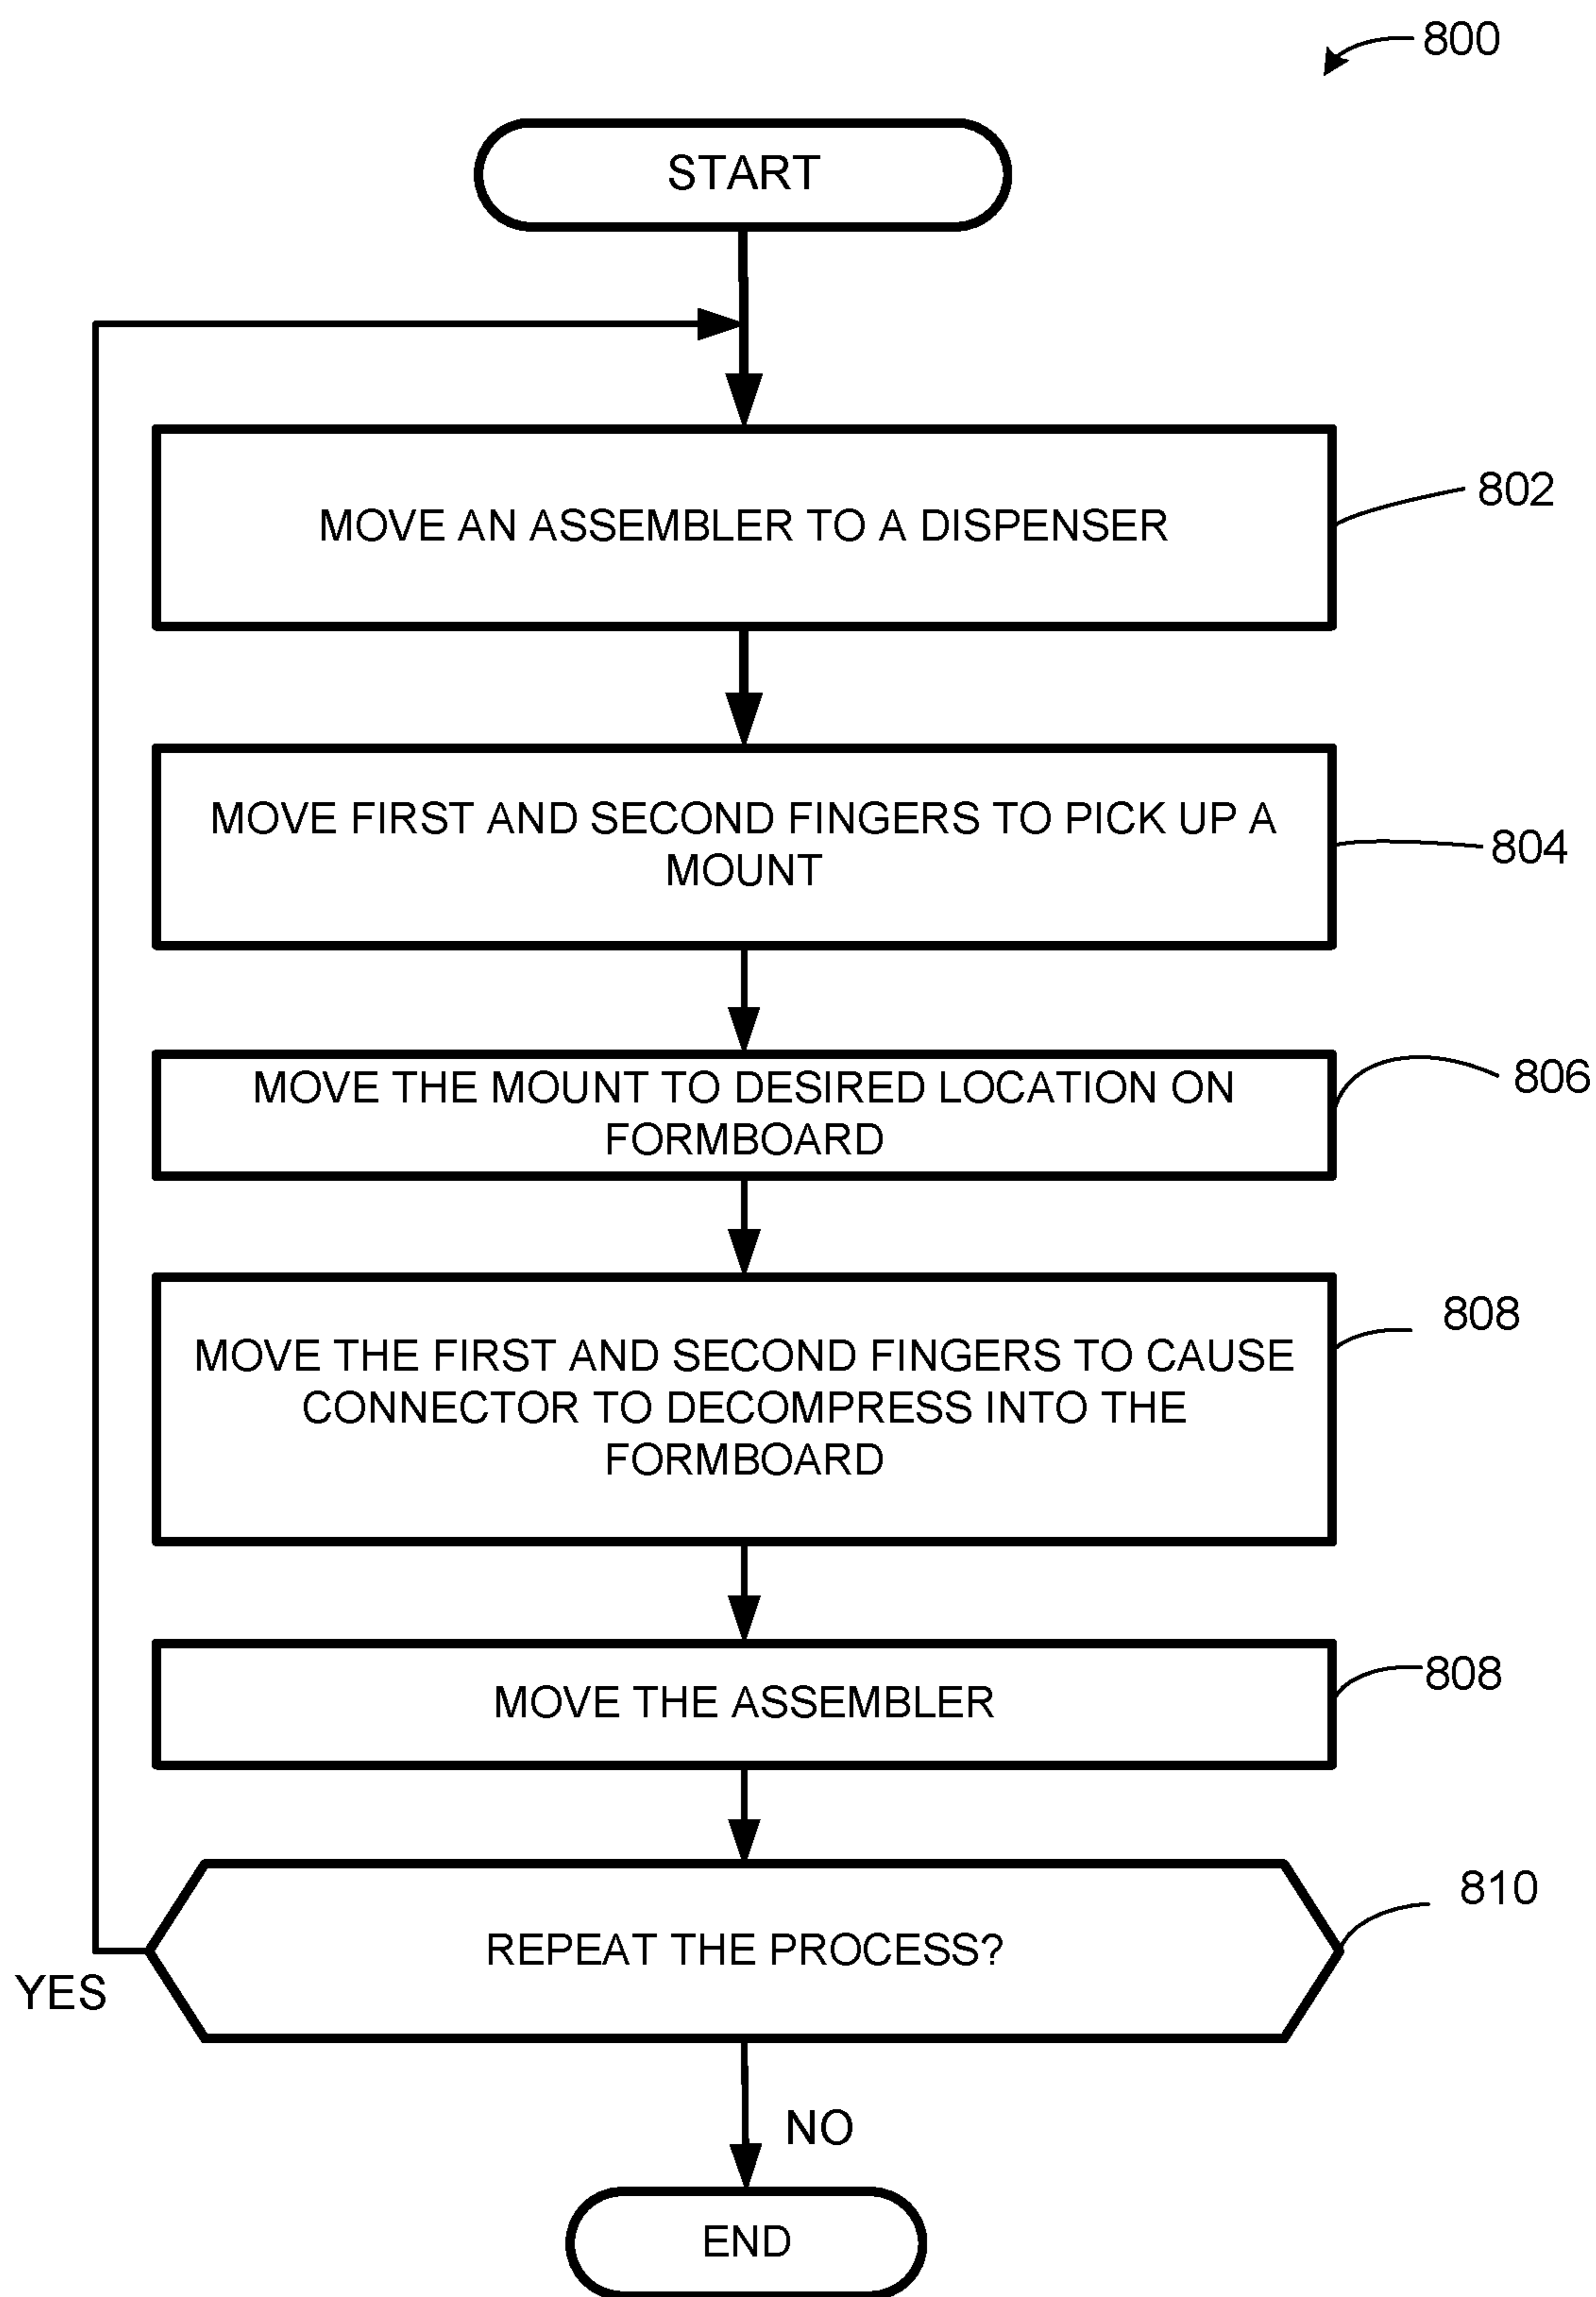 800
START
MOVE AN ASSEMBLER TO A DISPENSER
802
MOVE FIRST AND SECOND FINGERS TO PICK UP A
MOUNT
804
MOVE THE MOUNT TO DESIRED LOCATION ON
FORMBOARD
806
MOVE THE FIRST AND SECOND FINGERS TO CAUSE
CONNECTOR TO DECOMPRESS INTO THE
FORMBOARD
808
MOVE THE ASSEMBLER
808
REPEAT THE PROCESS?
810
YES
NO
END